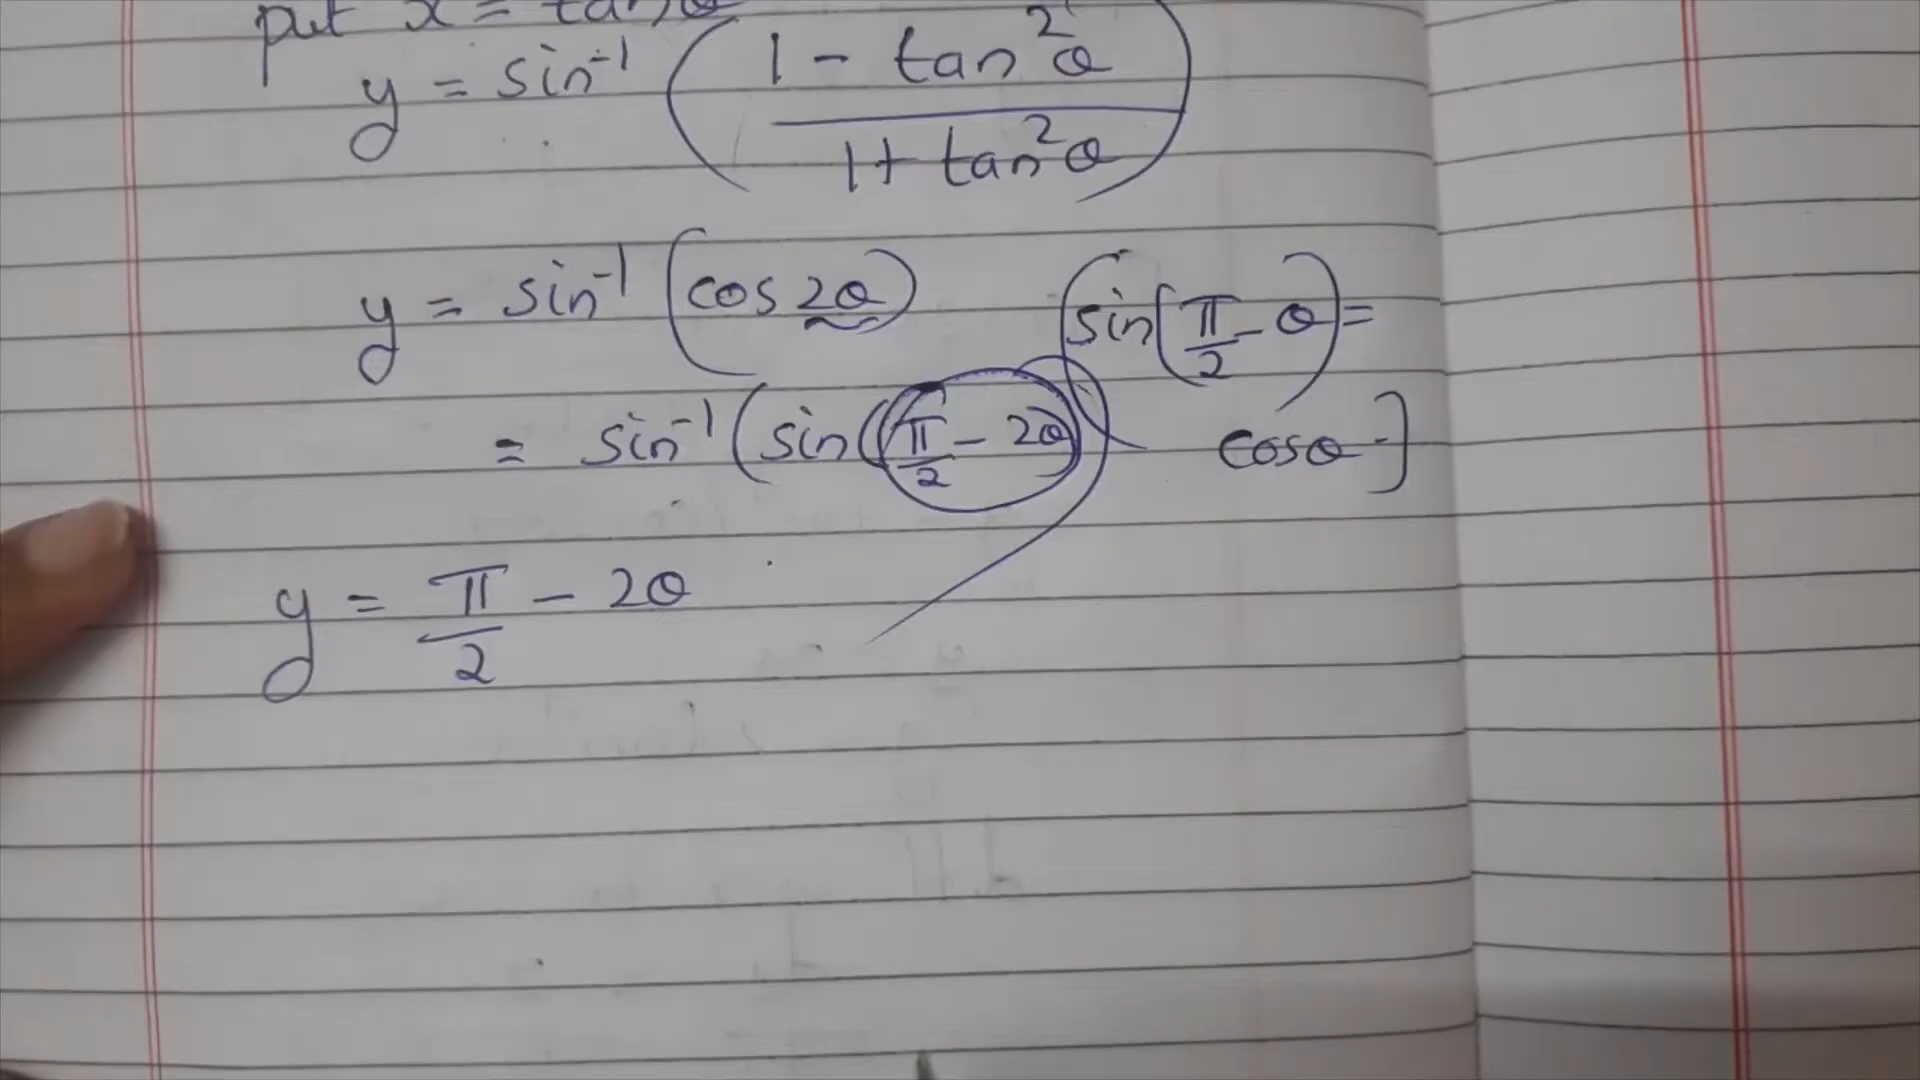 put x = tanθ
y = sin⁻¹ (1 - tan²θ / 1 + tan²θ)
y = sin⁻¹ (cos 2θ) [sin(π/2 - θ) =
= sin⁻¹ (sin (π/2 - 2θ)) cosθ]
y = π/2 - 2θ